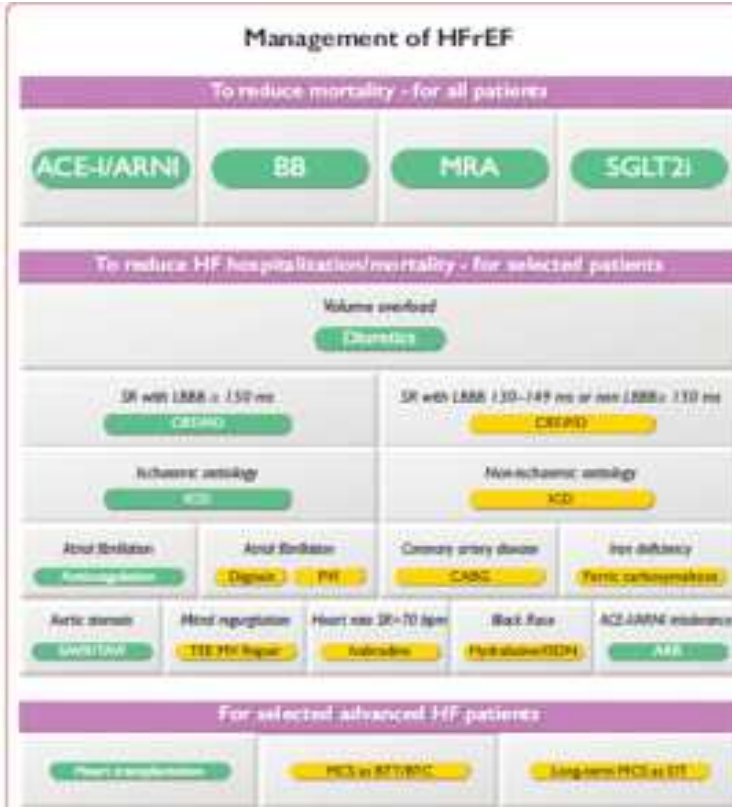 Management of HFrEF
To reduce mortality - for all patients
ACE-I/ARNI
BB
MRA
SGLT2i
To reduce HF hospitalization/mortality - for selected patients
Volume overload
Diuretics
SR with LBBB ≥ 150 ms
SR with LBBB 130–149 ms or non LBBB ≥ 150 ms
CRT-P/D
CRT-P/D
Ischaemic aetiology
Non-ischaemic aetiology
ICD
ICD
Atrial fibrillation
Atrial fibrillation
Coronary artery disease
Iron deficiency
Anticoagulation
Digoxin
PVI
CABG
Ferric carboxymaltose
Aortic stenosis
Mitral regurgitation
Heart rate SR>70 bpm
Black Race
ACE-I/ARNI intolerance
SAVR/TAVI
TEE MV Repair
Ivabradine
Hydralazine/ISDN
ARB
For selected advanced HF patients
Heart transplantation
MCS as BTT/BTC
Long-term MCS as DT